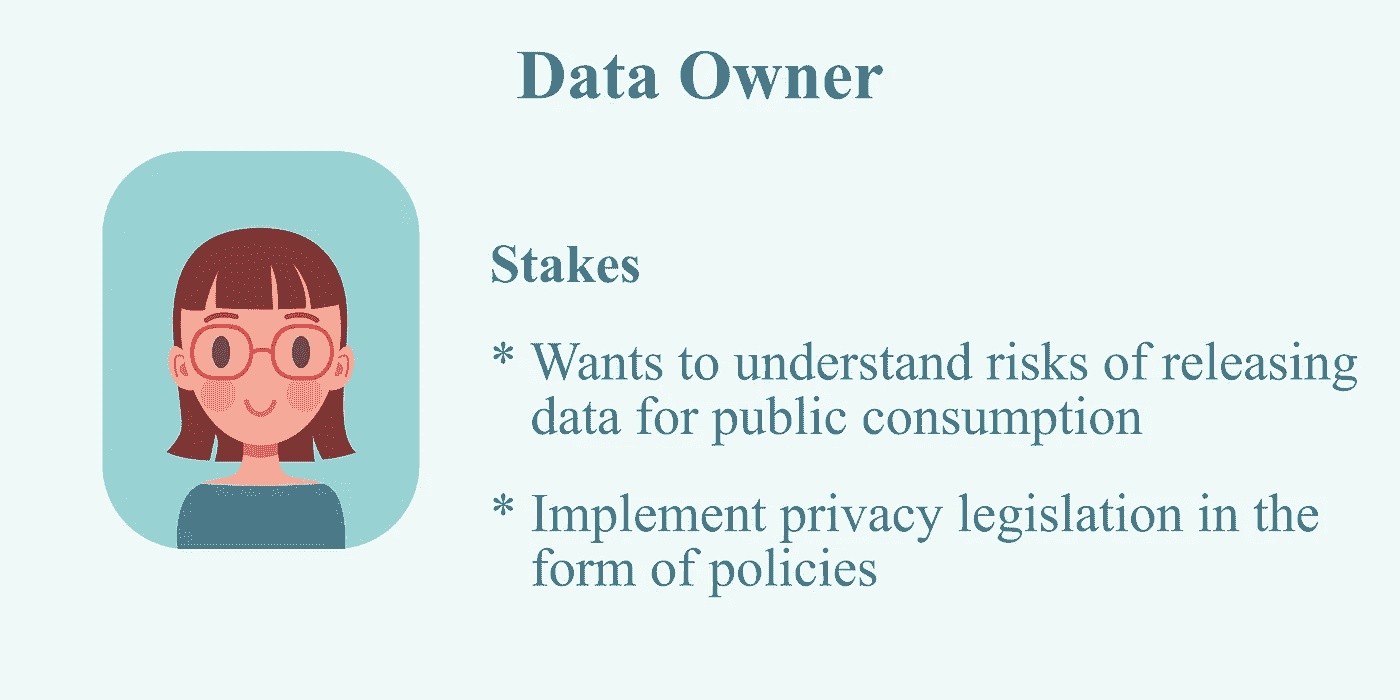 Data Owner
Stakes
* Wants to understand risks of releasing
data for public consumption
* Implement privacy legislation in the
form of policies